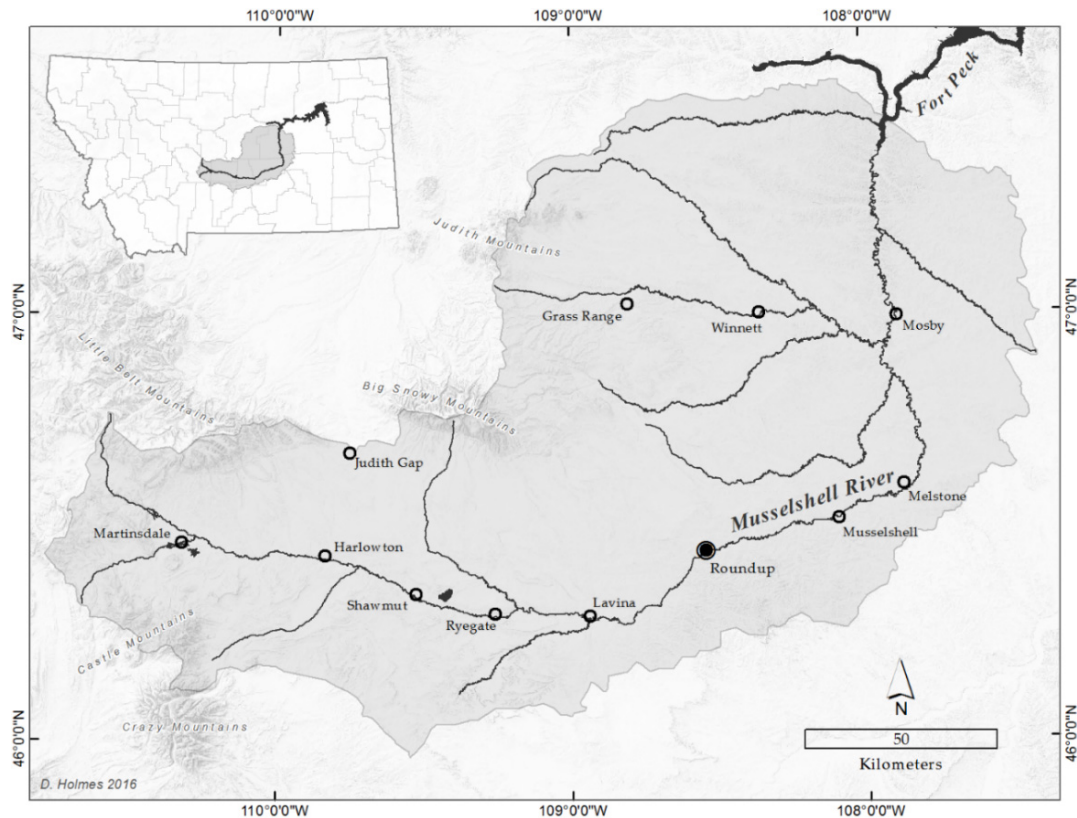 110°0'0"W
109°0'0"W
108°0'0"W
Fort Peck
Judith Mountains
47°0'0"N
47°0'0"N
Grass Range
Winnett
Mosby
Little Belt Mountains
Big Snowy Mountains
Judith Gap
Musselshell River
Melstone
Musselshell
Martinsdale
Harlowton
Roundup
Shawmut
Lavina
Ryegate
Castle Mountains
Crazy Mountains
N
46°0'0"N
46°0'0"N
50
Kilometers
D. Holmes 2016
110°0'0"W
109°0'0"W
108°0'0"W